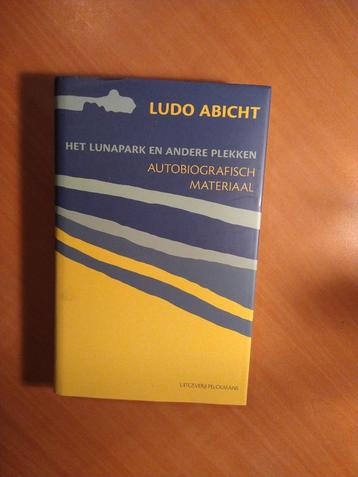 LUDO ABICHT
HET LUNAPARK EN ANDERE PLEKKEN
AUTOBIOGRAFISCH
MATERIAAL
UITGEVERIJ PELCKMANS